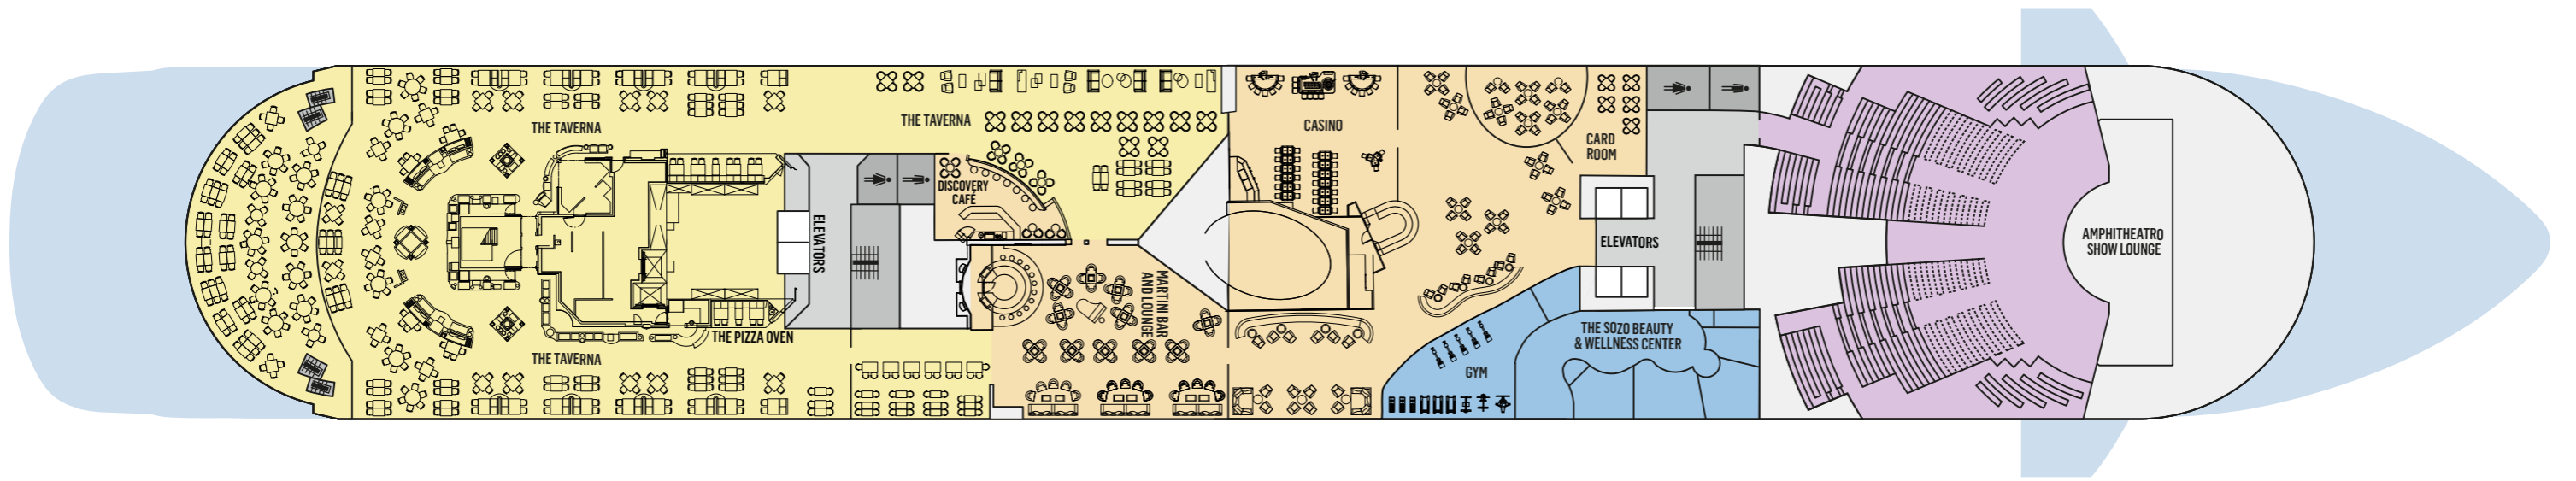 THE TAVERNA
THE TAVERNA
THE PIZZA OVEN
ELEVATORS
THE TAVERNA
DISCOVERY
CAFÉ
MARTINI BAR
AND LOUNGE
CASINO
CARD
ROOM
ELEVATORS
THE SOZO BEAUTY
& WELLNESS CENTER
GYM
AMPHITHEATRO
SHOW LOUNGE